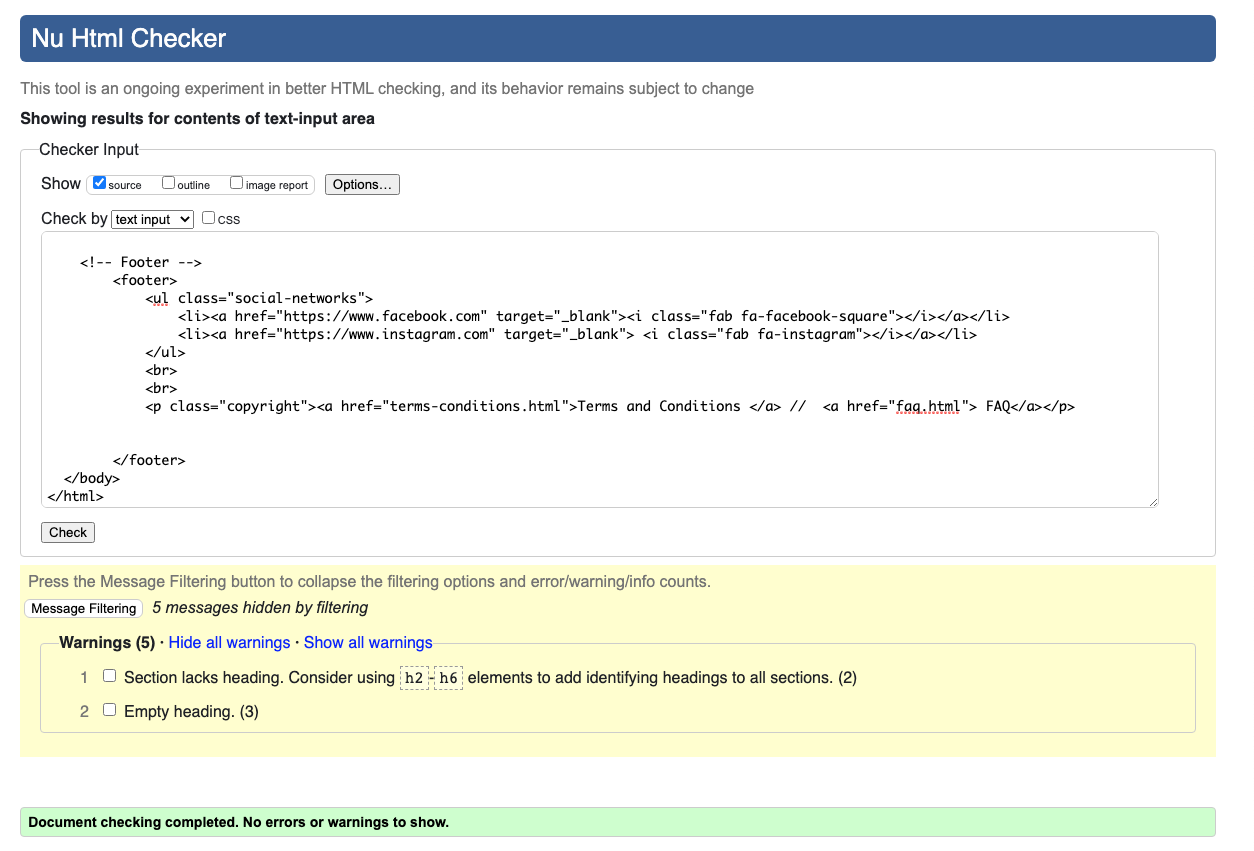 Nu Html Checker
This tool is an ongoing experiment in better HTML checking, and its behavior remains subject to change
Showing results for contents of text-input area
Checker Input
Show source outline image report Options...
Check by text input css
<!-- Footer -->
<footer>
<ul class="social-networks">
<li><a href="https://www.facebook.com" target="_blank"><i class="fab fa-facebook-square"></i></a></li>
<li><a href="https://www.instagram.com" target="_blank"> <i class="fab fa-instagram"></i></a></li>
</ul>
<br>
<br>
<p class="copyright"><a href="terms-conditions.html">Terms and Conditions </a> //  <a href="faq.html"> FAQ</a></p>
</footer>
</body>
</html>
Check
Press the Message Filtering button to collapse the filtering options and error/warning/info counts.
Message Filtering 5 messages hidden by filtering
Warnings (5) · Hide all warnings · Show all warnings
1 Section lacks heading. Consider using h2-h6 elements to add identifying headings to all sections. (2)
2 Empty heading. (3)
Document checking completed. No errors or warnings to show.